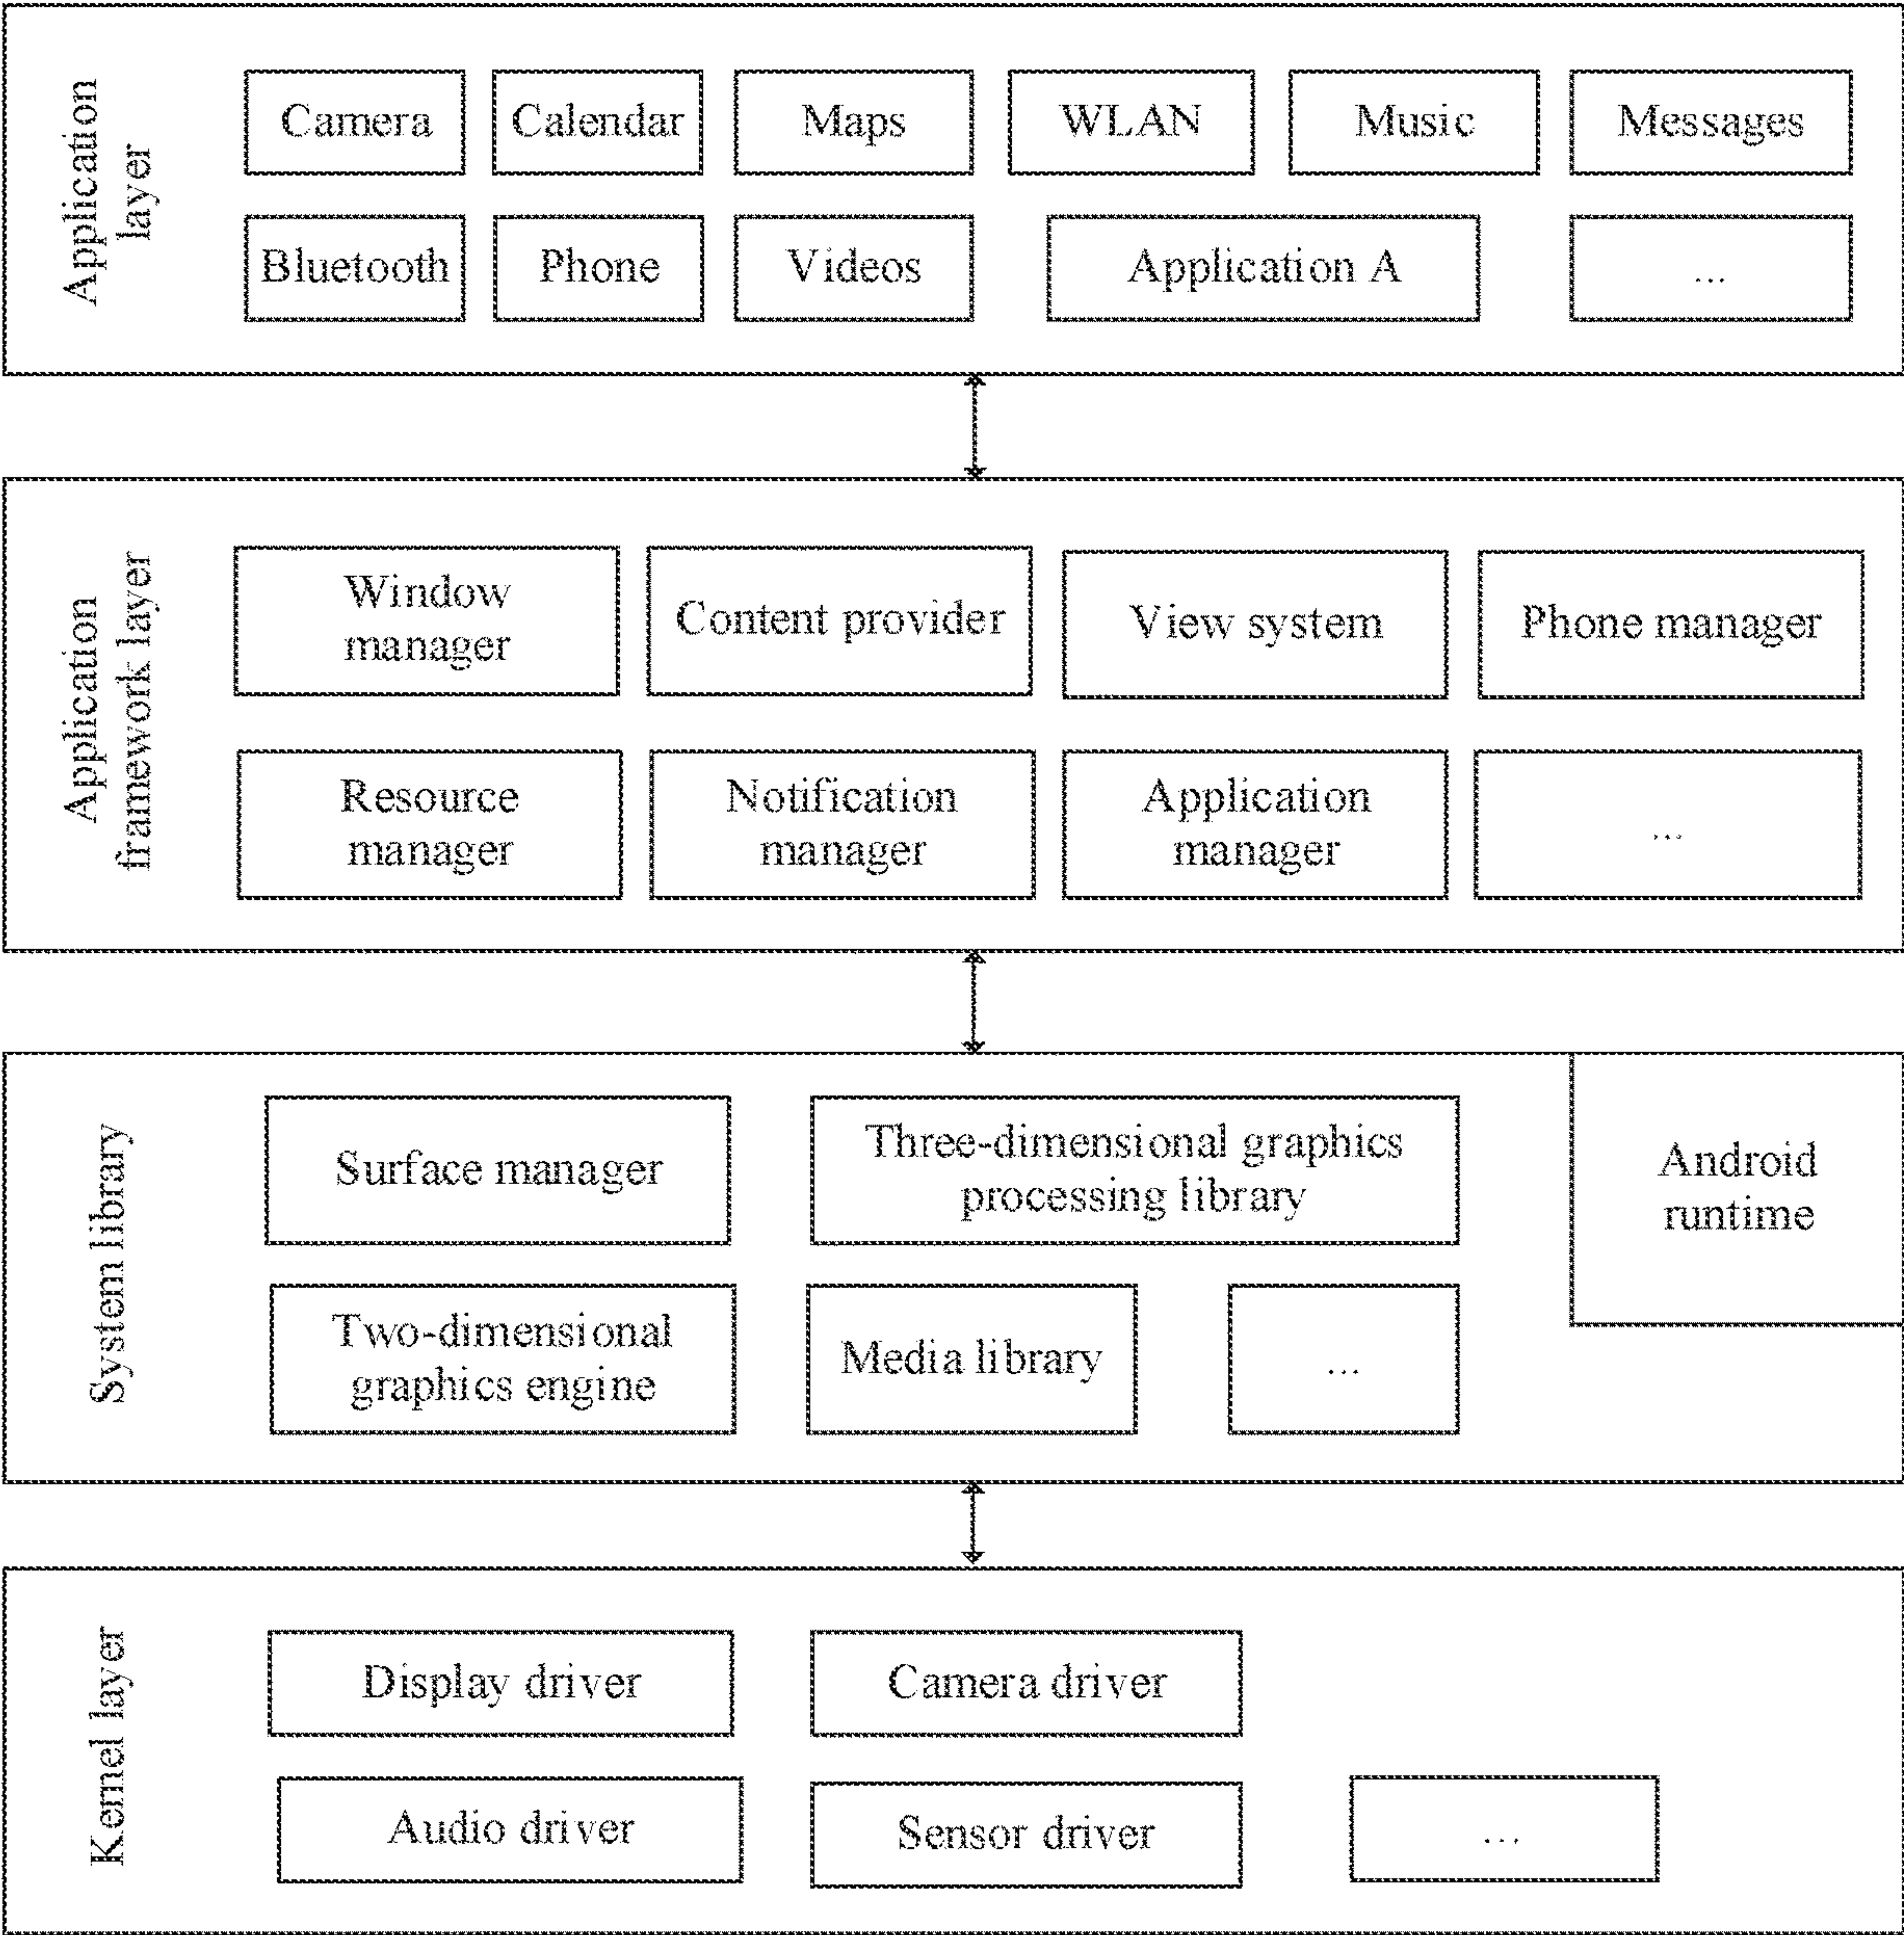 Application
layer
Camera
Calendar
Maps
WLAN
Music
Messages
Bluetooth
Phone
Videos
Application A
...
Application
framework layer
Window
manager
Content provider
View system
Phone manager
Resource
manager
Notification
manager
Application
manager
...
System library
Surface manager
Three-dimensional graphics
processing library
Android
runtime
Two-dimensional
graphics engine
Media library
...
Kernel layer
Display driver
Camera driver
Audio driver
Sensor driver
...